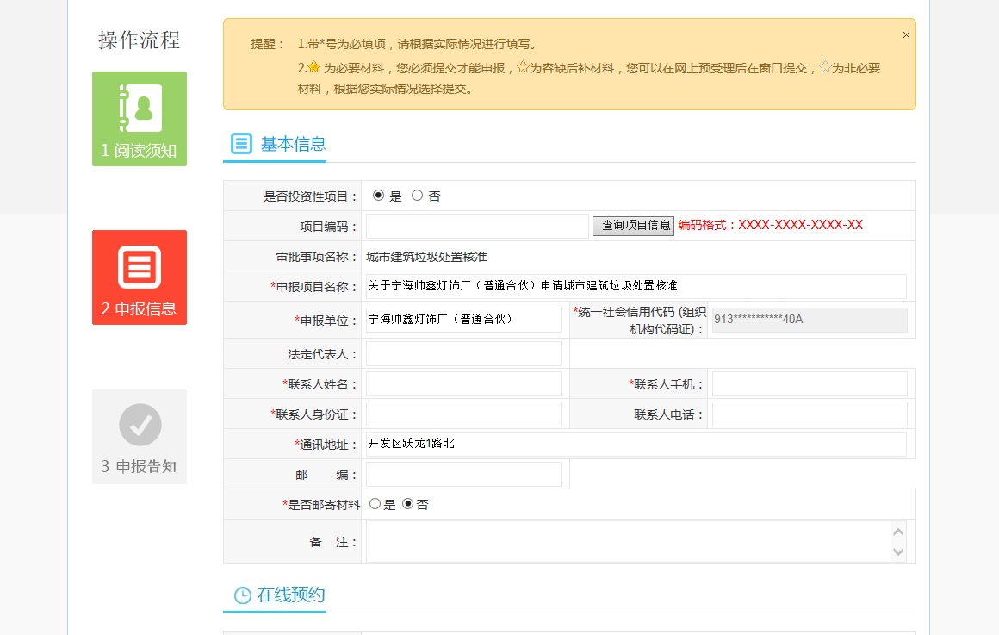 操作流程
1 阅读须知
2 申报信息
3 申报告知
提醒： 1.带*号为必填项，请根据实际情况进行填写。
2.为必要材料，您必须提交才能申报，为容缺后补材料，您可以在网上预受理后在窗口提交，为非必要
材料，根据您实际情况选择提交。
×
基本信息
是否投资性项目： 是 否
项目编码： 查询项目信息 编码格式：XXXX-XXXX-XXXX-XX
审批事项名称： 城市建筑垃圾处置核准
*申报项目名称： 关于宁海帅鑫灯饰厂（普通合伙）申请城市建筑垃圾处置核准
*申报单位： 宁海帅鑫灯饰厂（普通合伙） *统一社会信用代码 (组织
机构代码证)： 913***********40A
法定代表人：
*联系人姓名： *联系人手机：
*联系人身份证： 联系人电话：
*通讯地址： 开发区跃龙1路北
邮 编：
*是否邮寄材料 是 否
备 注：
在线预约